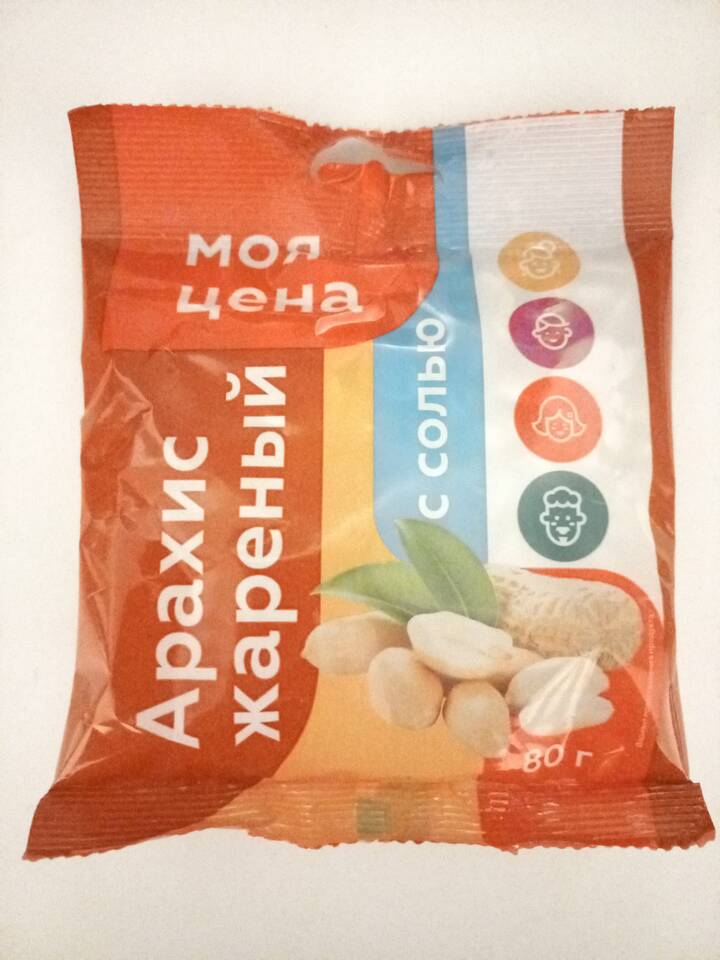 моя
цена
Арахис
жареный
с солью
80 г